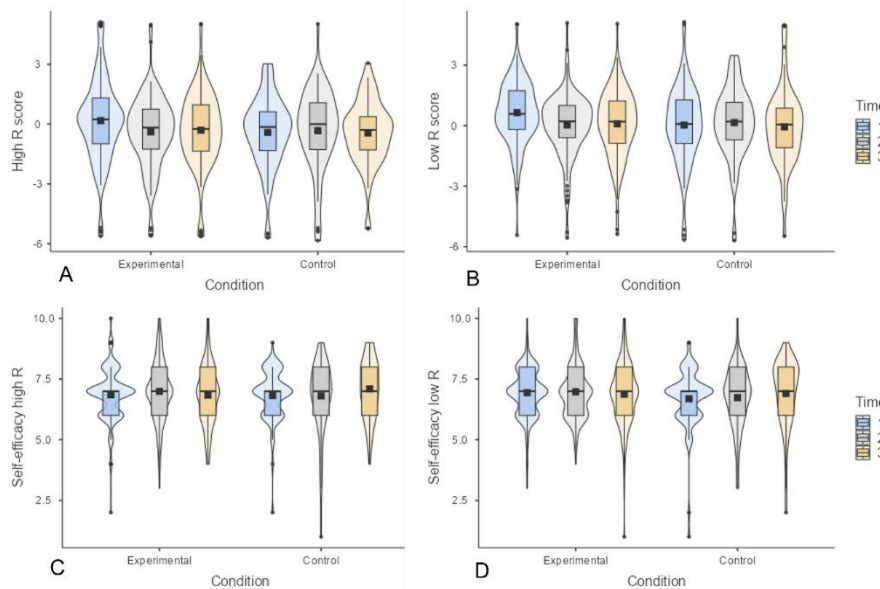 3
0
-3
-6
High R score
Experimental
Control
Condition
A
3
0
-3
-6
Low R score
Experimental
Control
Condition
B
Time
10.0
7.5
5.0
2.5
Self-efficacy high R
Experimental
Control
Condition
C
10.0
7.5
5.0
2.5
Self-efficacy low R
Experimental
Control
Condition
D
Time